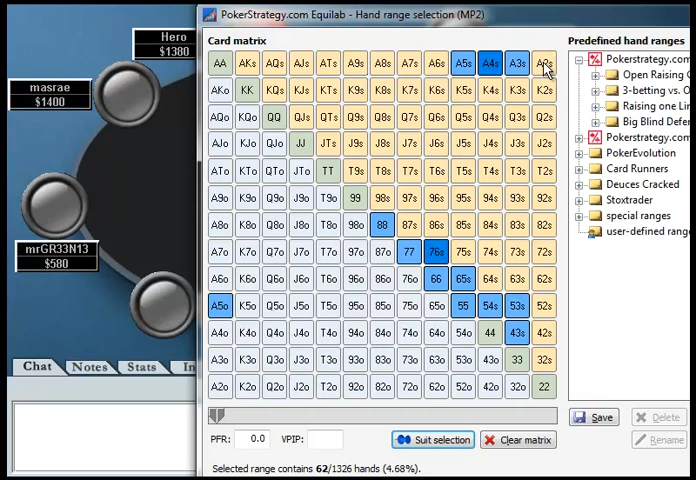 PokerStrategy.com Equilab - Hand range selection (MP2)
Hero
$1380
masrae
$1400
mrGR33N13
$580
Chat
Notes
Stats
In
Card matrix
AA AKs AQs AJs ATs A9s A8s A7s A6s A5s A4s A3s
AKo KK KQs KJs KTs K9s K8s K7s K6s K5s K4s K3s K2s
AQo KQo QQ QJs QTs Q9s Q8s Q7s Q6s Q5s Q4s Q3s Q2s
AJo KJo QJo JJ JTs J9s J8s J7s J6s J5s J4s J3s J2s
ATo KTo QTo JTo TT T9s T8s T7s T6s T5s T4s T3s T2s
A9o K9o Q9o J9o T9o 99 98s 97s 96s 95s 94s 93s 92s
A8o K8o Q8o J8o T8o 98o 88 87s 86s 85s 84s 83s 82s
A7o K7o Q7o J7o T7o 97o 87o 77 76s 75s 74s 73s 72s
A6o K6o Q6o J6o T6o 96o 86o 76o 66 65s 64s 63s 62s
A5o K5o Q5o J5o T5o 95o 85o 75o 65o 55 54s 53s 52s
A4o K4o Q4o J4o T4o 94o 84o 74o 64o 54o 44 43s 42s
A3o K3o Q3o J3o T3o 93o 83o 73o 63o 53o 43o 33 32s
A2o K2o Q2o J2o T2o 92o 82o 72o 62o 52o 42o 32o 22
PFR: 0.0 VPIP:
Suit selection
Clear matrix
Selected range contains 62/1326 hands (4.68%).
Predefined hand ranges
Pokerstrategy.com
Open Raising
3-betting vs. O
Raising one Li
Big Blind Defe
Pokerstrategy.com
PokerEvolution
Card Runners
Deuces Cracked
Stoxtrader
special ranges
user-defined range
Save
Delete
Rename